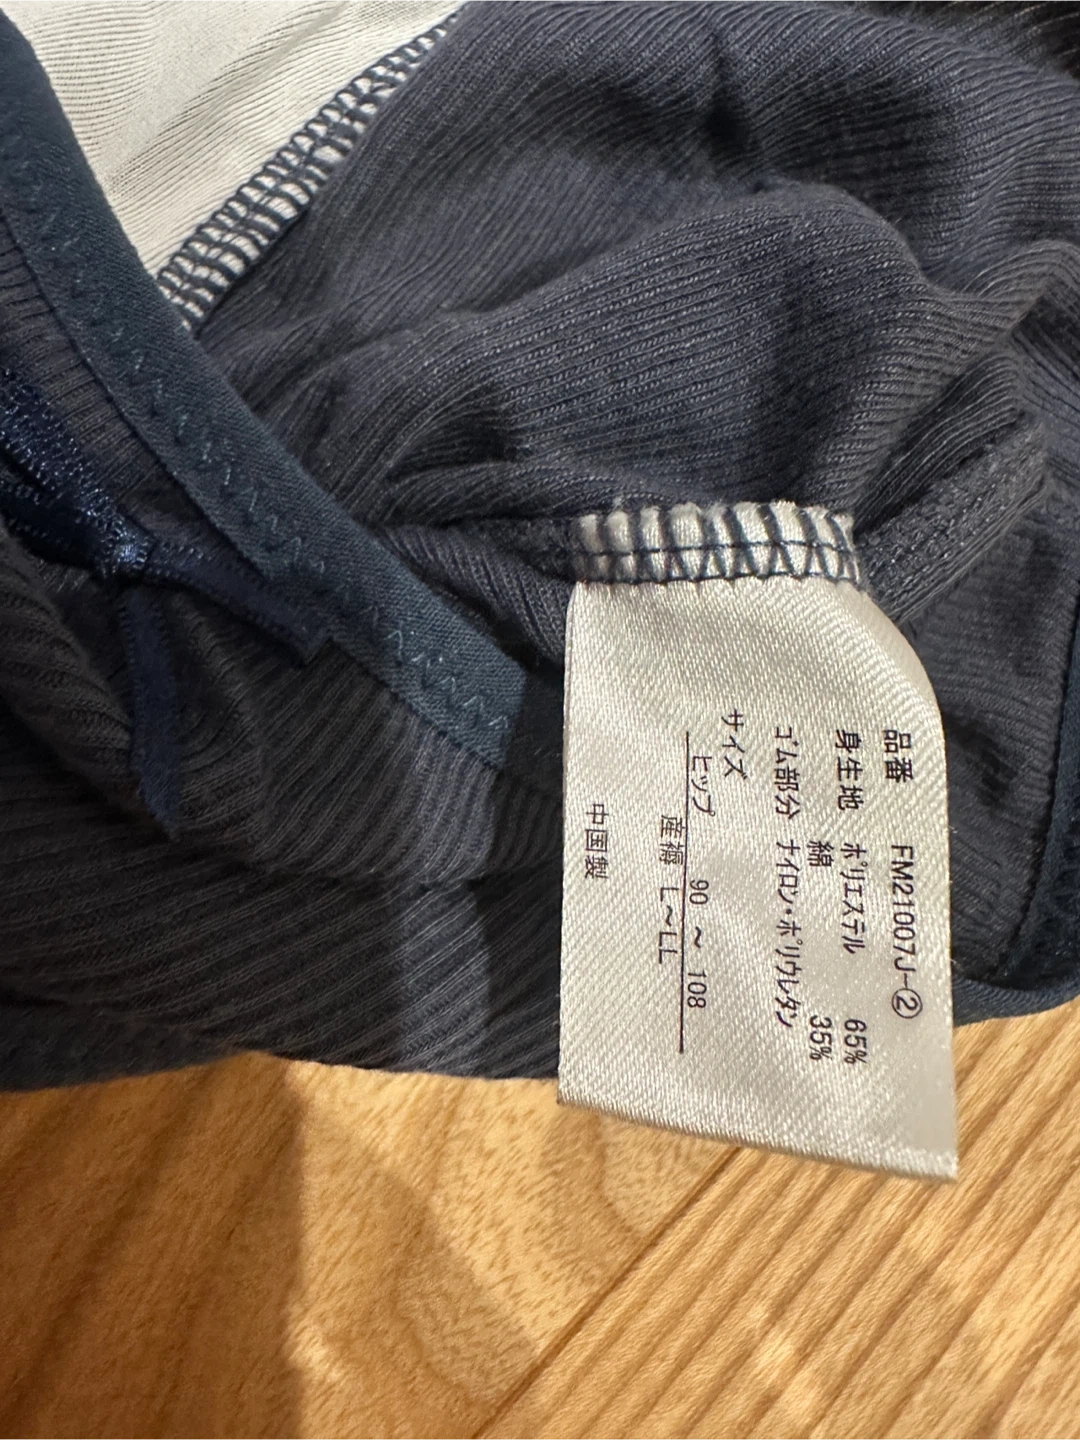 品番 FM21007J-②
身生地 ポリエステル 65%
綿 35%
ゴム部分 ナイロン・ポリウレタン
サイズ
ヒップ 90 ~ 108
産褥 L~LL
中国製